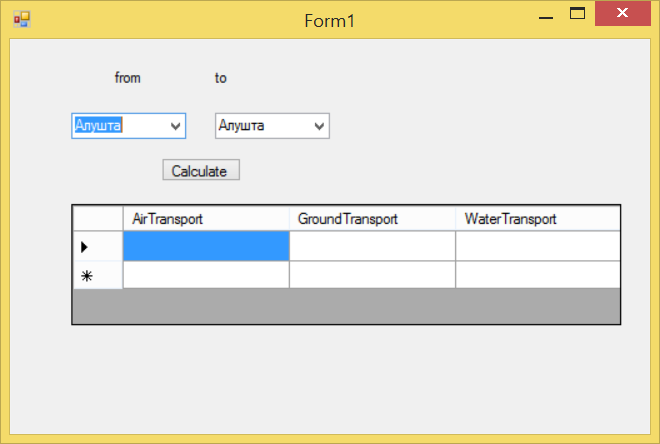 Form1
from to
Алушта Алушта
Calculate
AirTransport GroundTransport WaterTransport